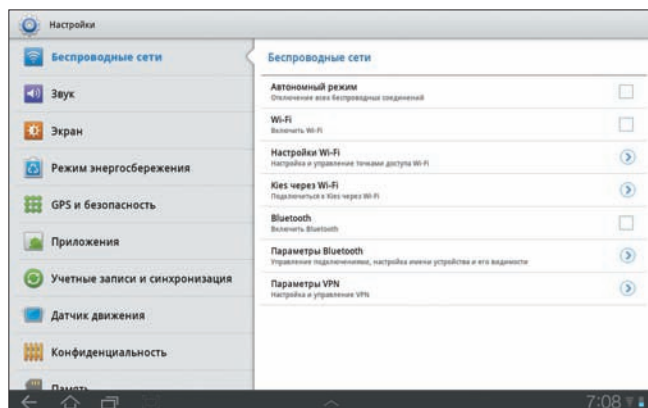 Настройки
Беспроводные сети
Звук
Экран
Режим энергосбережения
GPS и безопасность
Приложения
Учетные записи и синхронизация
Датчик движения
Конфиденциальность
Память
Беспроводные сети
Автономный режим
Отключение всех беспроводных соединений
Wi-Fi
Включить Wi-Fi
Настройки Wi-Fi
Настройка и управление точками доступа Wi-Fi
Kies через Wi-Fi
Подключиться к Kies через Wi-Fi
Bluetooth
Включить Bluetooth
Параметры Bluetooth
Управление подключениями, настройка имени устройства и его видимости
Параметры VPN
Настройка и управление VPN
7:08